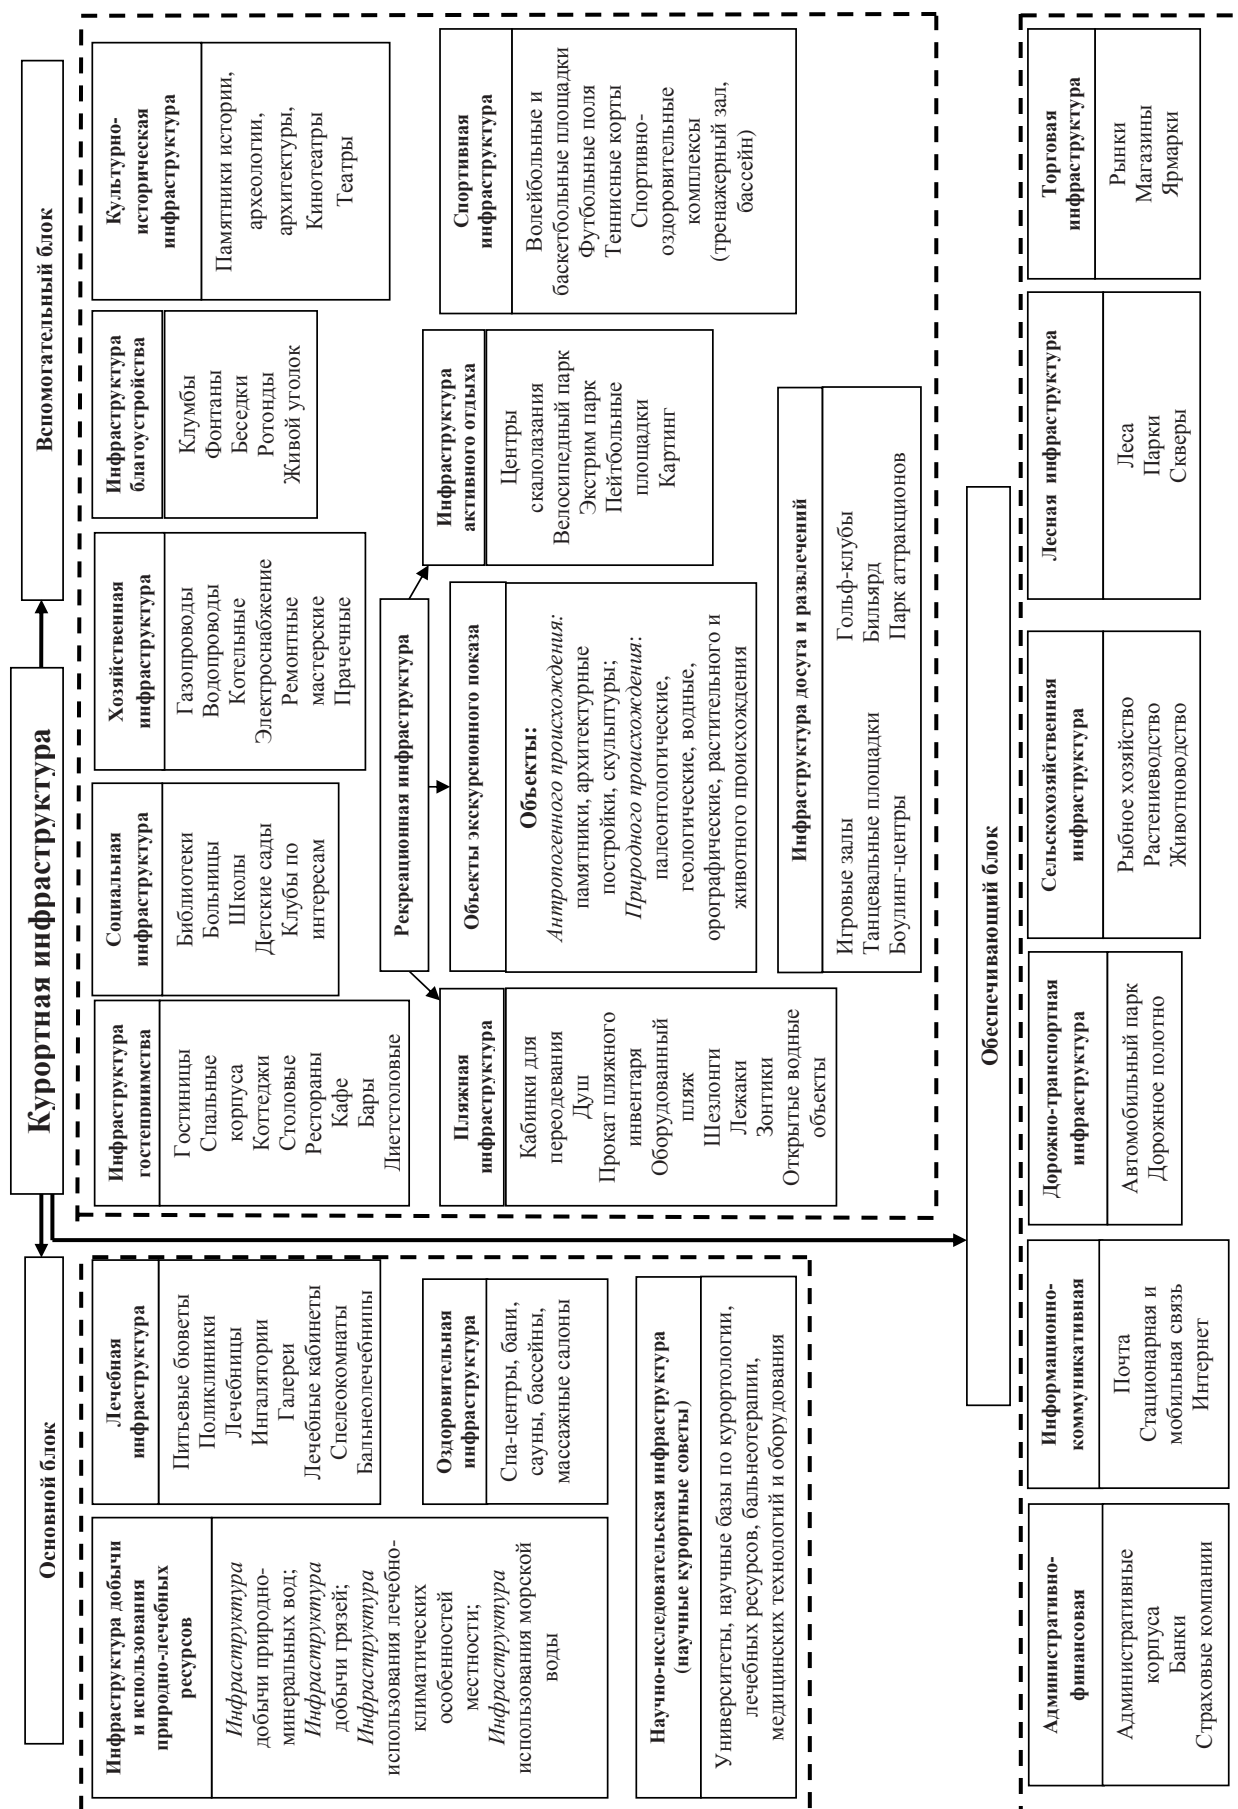 Курортная инфраструктура
Основной блок
Вспомогательный блок
Инфраструктура добычи
и использования
природно-лечебных
ресурсов
Инфраструктура
добычи природно-
минеральных вод;
Инфраструктура
добычи грязей;
Инфраструктура
использования лечебно-
климатических
особенностей
местности;
Инфраструктура
использования морской
воды
Лечебная
инфраструктура
Питьевые бюветы
Поликлиники
Лечебницы
Ингалятории
Галереи
Лечебные кабинеты
Спелеокомнаты
Бальнеолечебницы
Оздоровительная
инфраструктура
Спа-центры, бани,
сауны, бассейны,
массажные салоны
Научно-исследовательская инфраструктура
(научные курортные советы)
Университеты, научные базы по курортологии,
лечебных ресурсов, бальнеотерапии,
медицинских технологий и оборудования
Инфраструктура
гостеприимства
Гостиницы
Спальные
корпуса
Коттеджи
Столовые
Рестораны
Кафе
Бары
Диетстоловые
Социальная
инфраструктура
Библиотеки
Больницы
Школы
Детские сады
Клубы по
интересам
Хозяйственная
инфраструктура
Газопроводы
Водопроводы
Котельные
Электроснабжение
Ремонтные
мастерские
Прачечные
Инфраструктура
благоустройства
Клумбы
Фонтаны
Беседки
Ротонды
Живой уголок
Культурно-
историческая
инфраструктура
Памятники истории,
археологии,
архитектуры,
Кинотеатры
Театры
Рекреационная инфраструктура
Пляжная
инфраструктура
Кабинки для
переодевания
Душ
Прокат пляжного
инвентаря
Оборудованный
пляж
Шезлонги
Лежаки
Зонтики
Открытые водные
объекты
Объекты экскурсионного показа
Объекты:
Антропогенного происхождения:
памятники, архитектурные
постройки, скульптуры;
Природного происхождения:
палеонтологические,
геологические, водные,
орографические, растительного и
животного происхождения
Инфраструктура
активного отдыха
Центры
скалолазания
Велосипедный парк
Экстрим парк
Пейтбольные
площадки
Картинг
Спортивная
инфраструктура
Волейбольные и
баскетбольные площадки
Футбольные поля
Теннисные корты
Спортивно-
оздоровительные
комплексы
(тренажерный зал,
бассейн)
Инфраструктура досуга и развлечений
Игровые залы
Танцевальные площадки
Боулинг-центры
Гольф-клубы
Бильярд
Парк аттракционов
Обеспечивающий блок
Административно-
финансовая
Административные
корпуса
Банки
Страховые компании
Информационно-
коммуникативная
Почта
Стационарная и
мобильная связь
Интернет
Дорожно-транспортная
инфраструктура
Автомобильный парк
Дорожное полотно
Сельскохозяйственная
инфраструктура
Рыбное хозяйство
Растениеводство
Животноводство
Лесная инфраструктура
Леса
Парки
Скверы
Торговая
инфраструктура
Рынки
Магазины
Ярмарки